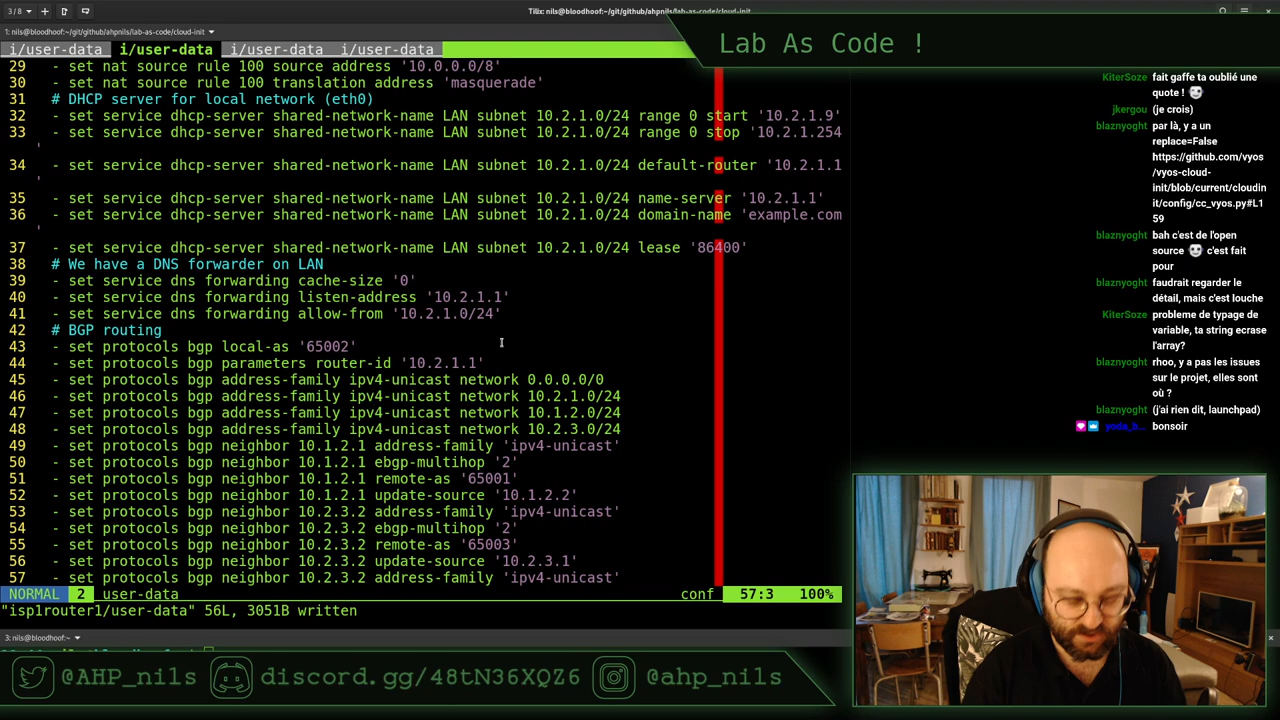 3 / 8
Tilix: nils@bloodhoof:~/git/github/ahpnils/lab-as-code/cloud-init
1: nils@bloodhoof:~/git/github/ahpnils/lab-as-code/cloud-init
i/user-data i/user-data i/user-data i/user-data
Lab As Code !
29 - set nat source rule 100 source address '10.0.0.0/8'
30 - set nat source rule 100 translation address 'masquerade'
31 # DHCP server for local network (eth0)
32 - set service dhcp-server shared-network-name LAN subnet 10.2.1.0/24 range 0 start '10.2.1.9'
33 - set service dhcp-server shared-network-name LAN subnet 10.2.1.0/24 range 0 stop '10.2.1.254
'
34 - set service dhcp-server shared-network-name LAN subnet 10.2.1.0/24 default-router '10.2.1.1
'
35 - set service dhcp-server shared-network-name LAN subnet 10.2.1.0/24 name-server '10.2.1.1'
36 - set service dhcp-server shared-network-name LAN subnet 10.2.1.0/24 domain-name 'example.com
'
37 - set service dhcp-server shared-network-name LAN subnet 10.2.1.0/24 lease '86400'
38 # We have a DNS forwarder on LAN
39 - set service dns forwarding cache-size '0'
40 - set service dns forwarding listen-address '10.2.1.1'
41 - set service dns forwarding allow-from '10.2.1.0/24'
42 # BGP routing
43 - set protocols bgp local-as '65002'
44 - set protocols bgp parameters router-id '10.2.1.1'
45 - set protocols bgp address-family ipv4-unicast network 0.0.0.0/0
46 - set protocols bgp address-family ipv4-unicast network 10.2.1.0/24
47 - set protocols bgp address-family ipv4-unicast network 10.1.2.0/24
48 - set protocols bgp address-family ipv4-unicast network 10.2.3.0/24
49 - set protocols bgp neighbor 10.1.2.1 address-family 'ipv4-unicast'
50 - set protocols bgp neighbor 10.1.2.1 ebgp-multihop '2'
51 - set protocols bgp neighbor 10.1.2.1 remote-as '65001'
52 - set protocols bgp neighbor 10.1.2.1 update-source '10.1.2.2'
53 - set protocols bgp neighbor 10.2.3.2 address-family 'ipv4-unicast'
54 - set protocols bgp neighbor 10.2.3.2 ebgp-multihop '2'
55 - set protocols bgp neighbor 10.2.3.2 remote-as '65003'
56 - set protocols bgp neighbor 10.2.3.2 update-source '10.2.3.1'
57 - set protocols bgp neighbor 10.2.3.2 address-family 'ipv4-unicast'
NORMAL 2 user-data conf 57:3 100%
"isp1router1/user-data" 56L, 3051B written
3: nils@bloodhoof:~
KiterSoze fait gaffe ta oublié une
quote !
jkergou (je crois)
blaznyoght par là, y a un
replace=False
https://github.com/vyos
/vyos-cloud-
init/blob/current/cloudin
it/config/cc_vyos.py#L1
59
blaznyoght bah c'est de l'open
source c'est fait
pour
blaznyoght faudrait regarder le
détail, mais c'est louche
KiterSoze probleme de typage de
variable, ta string ecrase
l'array?
blaznyoght rhoo, y a pas les issues
sur le projet, elles sont
où ?
blaznyoght (j'ai rien dit, launchpad)
yoda_b... bonsoir
@AHP_nils discord.gg/48tN36XQZ6 @ahp_nils